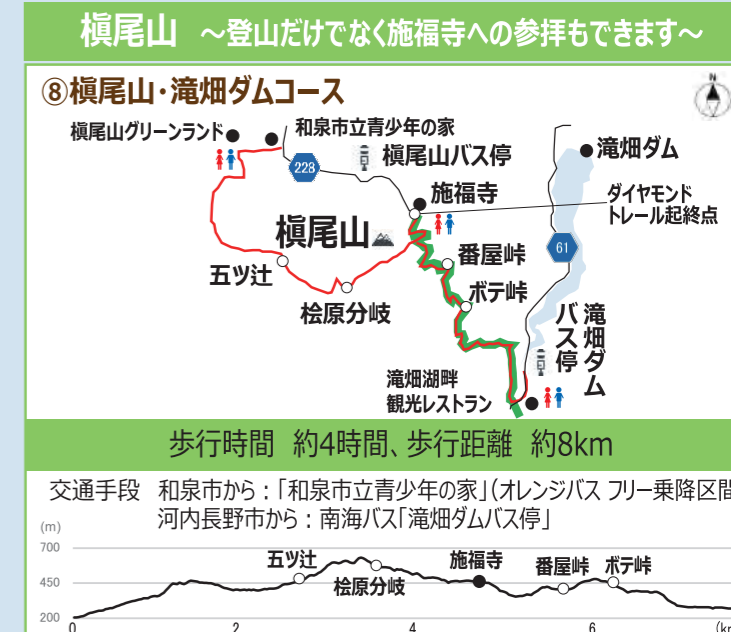 槇尾山 ～登山だけでなく施福寺への参拝もできます～
⑧槇尾山・滝畑ダムコース
N
和泉市立青少年の家
槇尾山グリーンランド
228
槇尾山バス停
滝畑ダム
施福寺
ダイヤモンド
トレール起終点
槇尾山
61
番屋峠
五ツ辻
ボテ峠
桧原分岐
滝畑ダム
バス停
滝畑湖畔
観光レストラン
歩行時間 約4時間、歩行距離 約8km
交通手段 和泉市から：「和泉市立青少年の家」（オレンジバス フリー乗降区間
河内長野市から：南海バス「滝畑ダムバス停」
(m)
700
450
200
五ツ辻
桧原分岐
施福寺
番屋峠
ボテ峠
0 2 4 6 (km